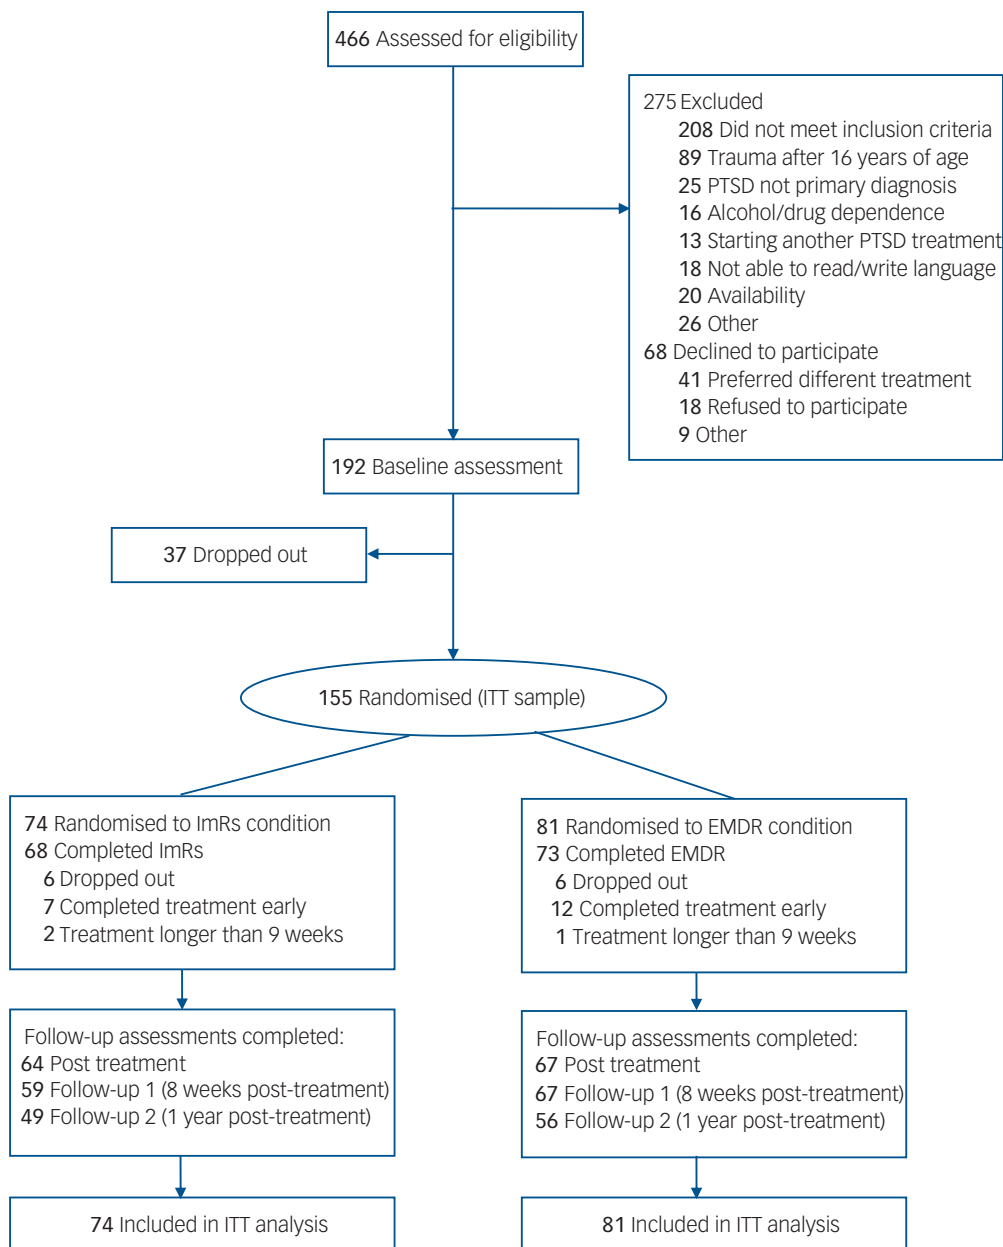 466 Assessed for eligibility
275 Excluded
208 Did not meet inclusion criteria
89 Trauma after 16 years of age
25 PTSD not primary diagnosis
16 Alcohol/drug dependence
13 Starting another PTSD treatment
18 Not able to read/write language
20 Availability
26 Other
68 Declined to participate
41 Preferred different treatment
18 Refused to participate
9 Other
192 Baseline assessment
37 Dropped out
155 Randomised (ITT sample)
74 Randomised to ImRs condition
68 Completed ImRs
6 Dropped out
7 Completed treatment early
2 Treatment longer than 9 weeks
81 Randomised to EMDR condition
73 Completed EMDR
6 Dropped out
12 Completed treatment early
1 Treatment longer than 9 weeks
Follow-up assessments completed:
64 Post treatment
59 Follow-up 1 (8 weeks post-treatment)
49 Follow-up 2 (1 year post-treatment)
Follow-up assessments completed:
67 Post treatment
67 Follow-up 1 (8 weeks post-treatment)
56 Follow-up 2 (1 year post-treatment)
74 Included in ITT analysis
81 Included in ITT analysis